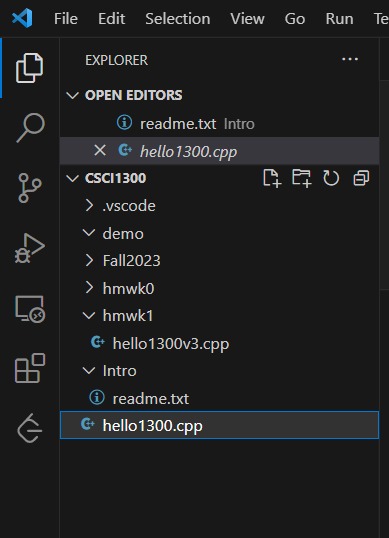 File Edit Selection View Go Run Te
EXPLORER
OPEN EDITORS
readme.txt Intro
hello1300.cpp
CSCI1300
.vscode
demo
Fall2023
hmwk0
hmwk1
hello1300v3.cpp
Intro
readme.txt
hello1300.cpp